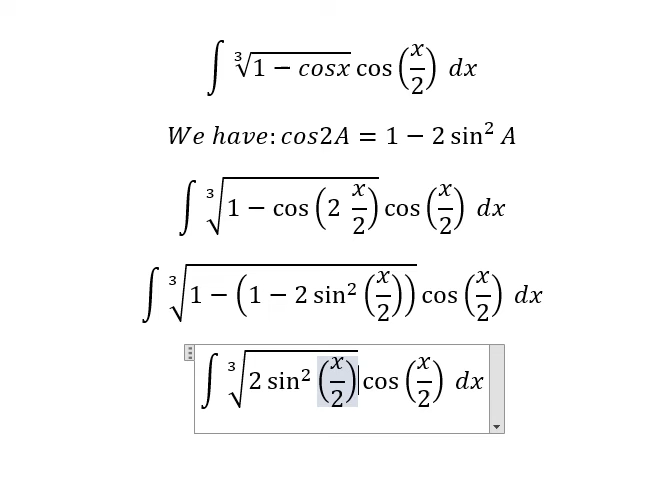 ∫ ∛(1 − cosx) cos(x/2) dx
We have: cos2A = 1 − 2 sin² A
∫ ∛(1 − cos(2 x/2)) cos(x/2) dx
∫ ∛(1 − (1 − 2 sin² (x/2))) cos(x/2) dx
∫ ∛(2 sin² (x/2)) cos(x/2) dx